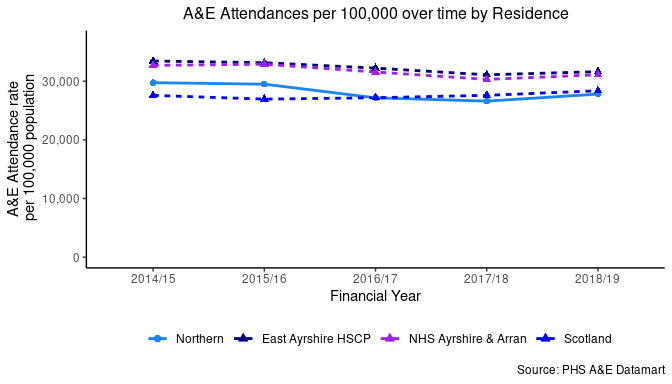 A&E Attendances per 100,000 over time by Residence
A&E Attendance rate
per 100,000 population
30,000
20,000
10,000
0
2014/15 2015/16 2016/17 2017/18 2018/19
Financial Year
Northern East Ayrshire HSCP NHS Ayrshire & Arran Scotland
Source: PHS A&E Datamart